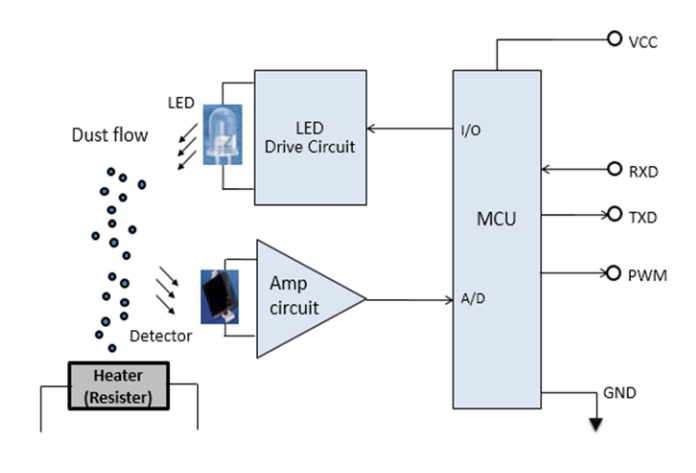 VCC
LED
Dust flow
LED
Drive Circuit
I/O
RXD
MCU
TXD
PWM
Amp
circuit
A/D
Detector
Heater
(Resister)
GND